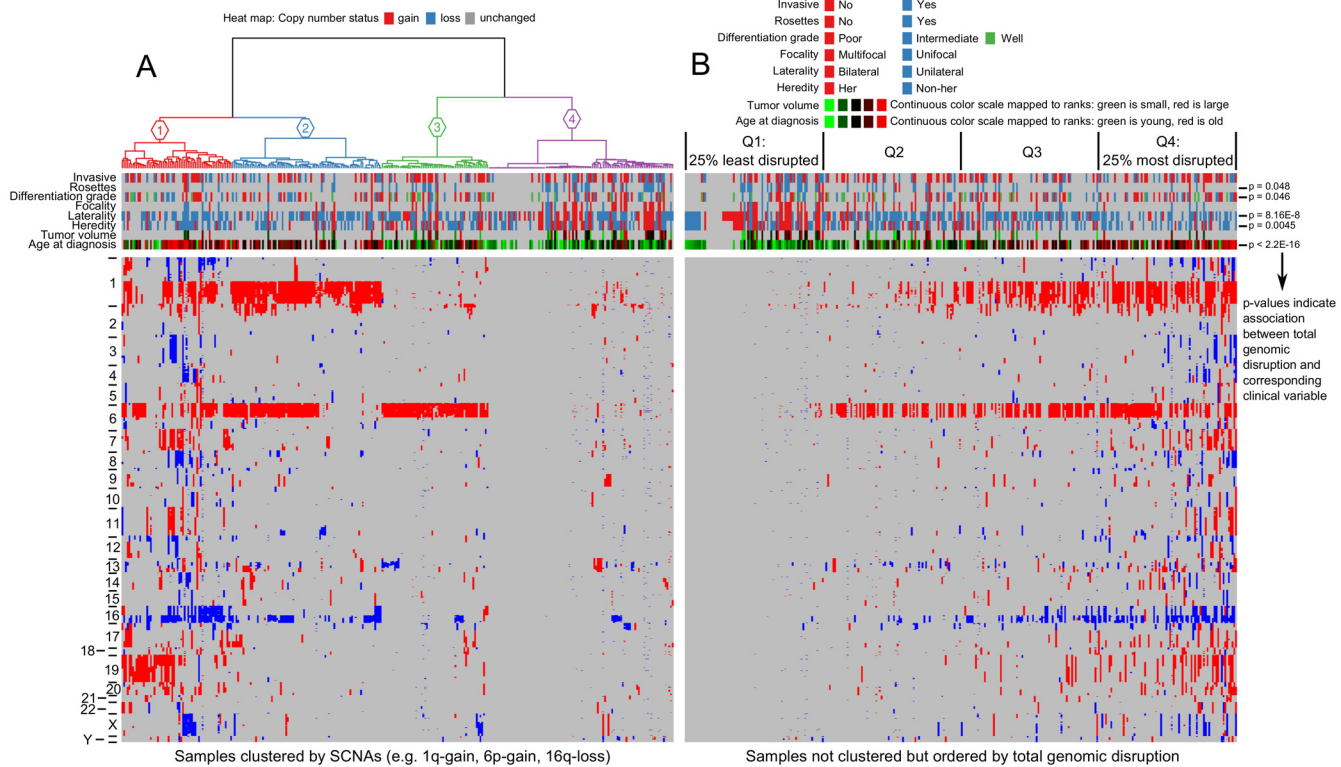 Heat map: Copy number status gain loss unchanged
A
1
2
3
4
Invasive
Rosettes
Differentiation grade
Focality
Laterality
Heredity
Tumor volume
Age at diagnosis
1
2
3
4
5
6
7
8
9
10
11
12
13
14
15
16
17
18
19
20
21
22
X
Y
Samples clustered by SCNAs (e.g. 1q-gain, 6p-gain, 16q-loss)
B
Invasive No Yes
Rosettes No Yes
Differentiation grade Poor Intermediate Well
Focality Multifocal Unifocal
Laterality Bilateral Unilateral
Heredity Her Non-her
Tumor volume Continuous color scale mapped to ranks: green is small, red is large
Age at diagnosis Continuous color scale mapped to ranks: green is young, red is old
Q1:
25% least disrupted
Q2
Q3
Q4:
25% most disrupted
p = 0.048
p = 0.046
p = 8.16E-8
p = 0.0045
p < 2.2E-16
p-values indicate
association
between total
genomic
disruption and
corresponding
clinical variable
Samples not clustered but ordered by total genomic disruption